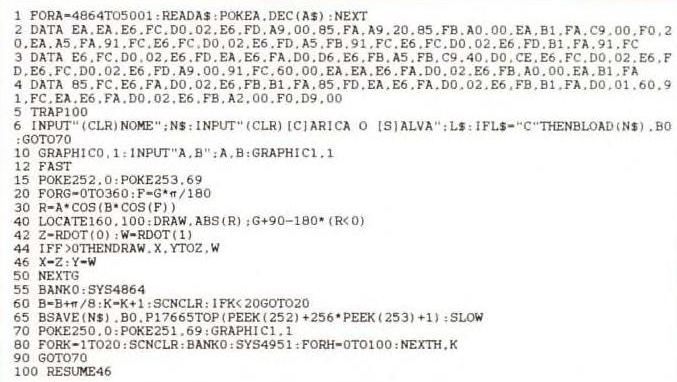 1 FORA=4864TO5001:READA$:POKEA,DEC(A$):NEXT
2 DATA EA,EA,E6,FC,D0,02,E6,FD,A9,00,85,FA,A9,20,85,FB,A0,00,EA,B1,FA,C9,00,F0,2
0,EA,A5,FA,91,FC,E6,FC,D0,02,E6,FD,A5,FB,91,FC,E6,FC,D0,02,E6,FD,B1,FA,91,FC
3 DATA E6,FC,D0,02,E6,FD,EA,E6,FA,D0,D6,E6,FB,A5,FB,C9,40,D0,CE,E6,FC,D0,02,E6,F
D,E6,FC,D0,02,E6,FD,A9,00,91,FC,60,00,EA,EA,E6,FA,D0,02,E6,FB,A0,00,EA,B1,FA
4 DATA 85,FC,E6,FA,D0,02,E6,FB,B1,FA,85,FD,EA,E6,FA,D0,02,E6,FB,B1,FA,D0,01,60,9
1,FC,EA,E6,FA,D0,02,E6,FB,A2,00,F0,D9,00
5 TRAP100
6 INPUT"(CLR)NOME";N$:INPUT"(CLR) [C]ARICA O [S]ALVA";L$:IFL$="C"THENBLOAD(N$),B0
:GOTO70
10 GRAPHIC0,1:INPUT"A,B";A,B:GRAPHIC1,1
12 FAST
15 POKE252,0:POKE253,69
20 FORG=0TO360:F=G*π/180
30 R=A*COS(B*COS(F))
40 LOCATE160,100:DRAW,ABS(R);G+90-180*(R<0)
42 Z=RDOT(0):W=RDOT(1)
44 IFF>0THENDRAW,X,YTOZ,W
46 X=Z:Y=W
50 NEXTG
55 BANK0:SYS4864
60 B=B+π/8:K=K+1:SCNCLR:IFK<20GOTO20
65 BSAVE(N$),B0,P17665TOP(PEEK(252)+256*PEEK(253)+1):SLOW
70 POKE250,0:POKE251,69:GRAPHIC1,1
80 FORK=1TO20:SCNCLR:BANK0:SYS4951:FORH=0TO100:NEXTH,K
90 GOTO70
100 RESUME46